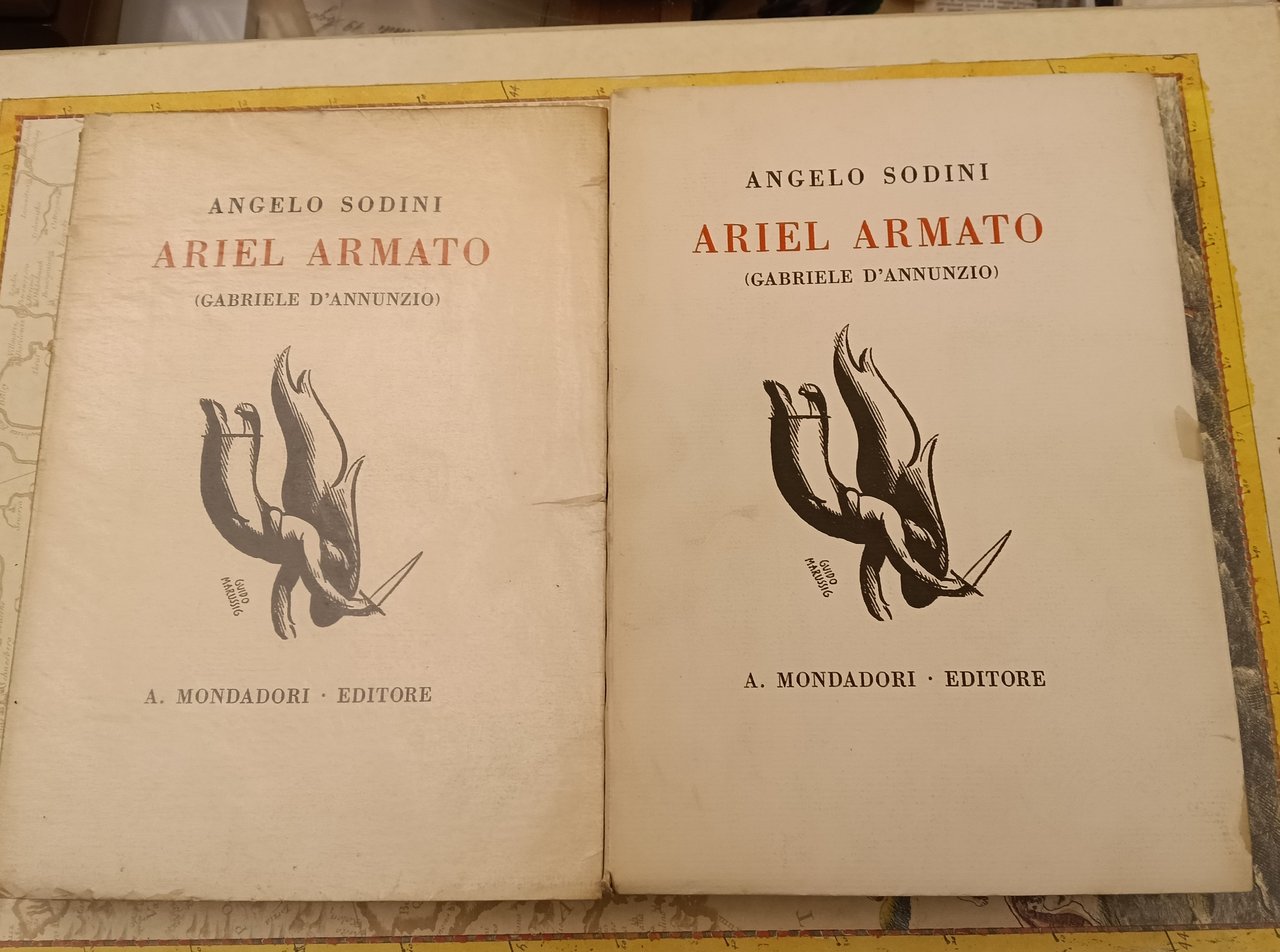 ANGELO SODINI
ARIEL ARMATO
(GABRIELE D'ANNUNZIO)
GUIDO
MARUSSIG
A. MONDADORI · EDITORE
ANGELO SODINI
ARIEL ARMATO
(GABRIELE D'ANNUNZIO)
GUIDO
MARUSSIG
A. MONDADORI · EDITORE